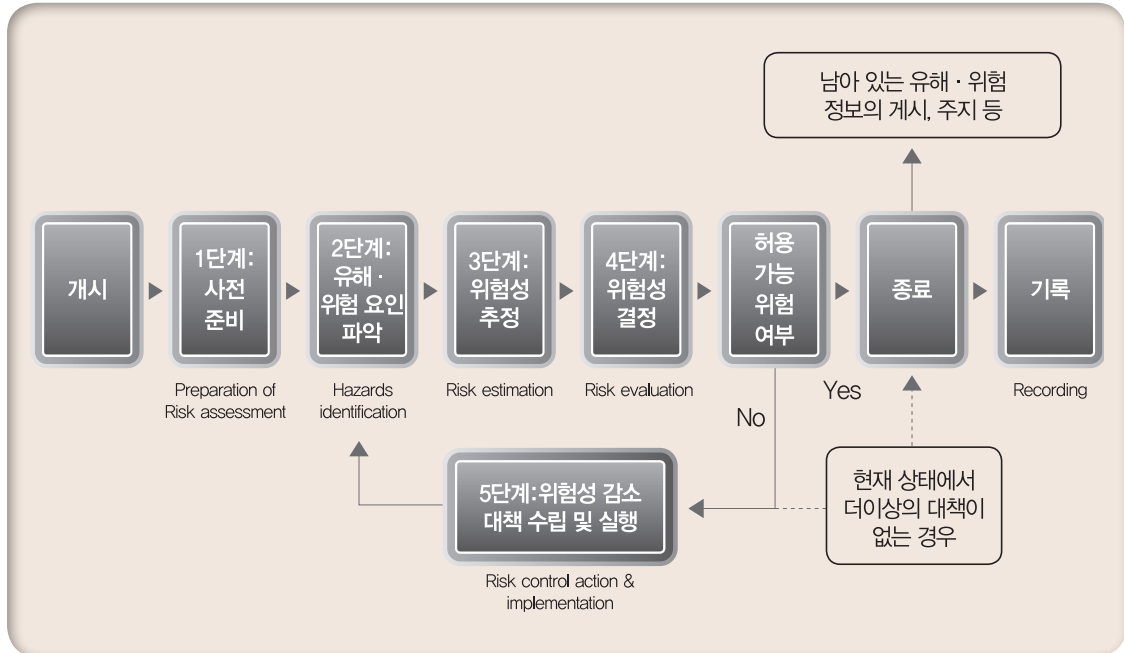 남아 있는 유해 · 위험
정보의 게시, 주지 등
개시
1단계:
사전
준비
Preparation of
Risk assessment
2단계:
유해 ·
위험 요인
파악
Hazards
identification
3단계:
위험성
추정
Risk estimation
4단계:
위험성
결정
Risk evaluation
허용
가능
위험
여부
종료
기록
Recording
Yes
No
5단계:위험성 감소
대책 수립 및 실행
Risk control action &
implementation
현재 상태에서
더이상의 대책이
없는 경우